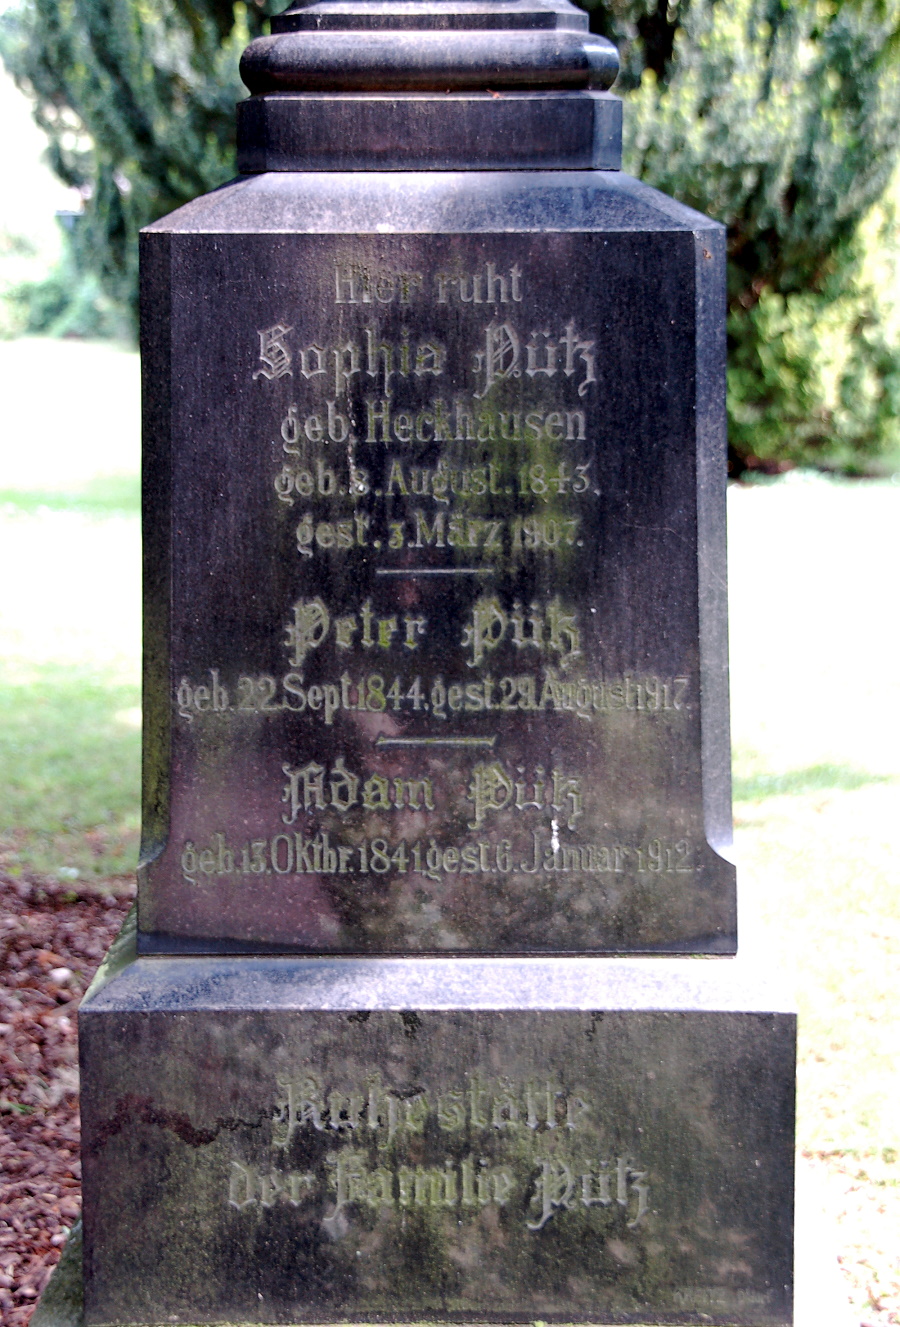 Hier ruht
Sophia Pütz
geb. Heckhausen
geb. 8. August 1843,
gest. 3. März 1907.
Peter Pütz
geb. 22. Sept. 1844, gest. 29. August 1917.
Adam Pütz
geb. 13. Oktbr. 1841 gest. 6. Januar 1912.
Ruhestätte
der Familie Pütz